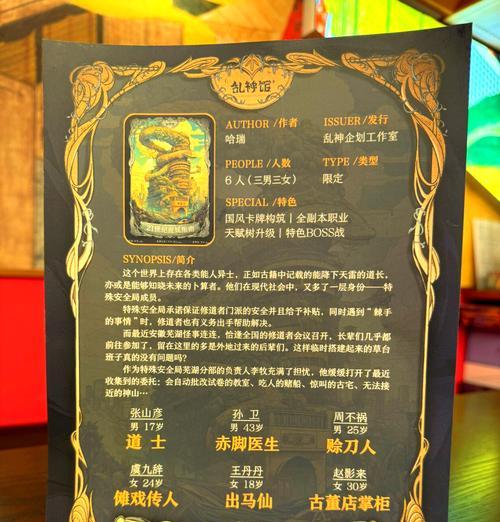 乱神馆
AUTHOR /作者
哈瑞
ISSUER/发行
乱神企划工作室
PEOPLE /人数
6 人 (三男三女)
TYPE /类型
限定
SPECIAL /特色
国风卡牌构筑丨全副本职业
天赋树升级丨特色BOSS战
SYNOPSIS/简介
这个世界上存在各类能人异士，正如古籍中记载的能降下天雷的道长，
亦或是能够知晓未来的卜算者。他们在现代社会中，又多了一层身份——特
殊安全局成员。
特殊安全局承诺保证修道者门派的安全并且给予补贴，同时遇到“棘手
的事情”时，修道者也有义务出手帮助解决。
而最近安徽芜湖怪事连连，恰逢全国的修道者会议召开，长辈们几乎都
前往参加了，留在这里的多是外地过来的后辈们。这样临时搭建起来的草台
班子真的没有问题吗？
作为特殊安全局芜湖分部的负责人李牧充满了担忧，他缓缓打开了最近
收集到的委托：会自动批改试卷的教室、吃人的赌船、惊叫的古宅、无法接
近的神山…
张山彦
男 17岁
道 士
孙 卫
男 43岁
赤脚医生
周不祸
男 25岁
赊刀人
虞九辞
女 24岁
傩戏传人
王丹丹
女 18岁
出马仙
赵影来
女 30岁
古董店掌柜